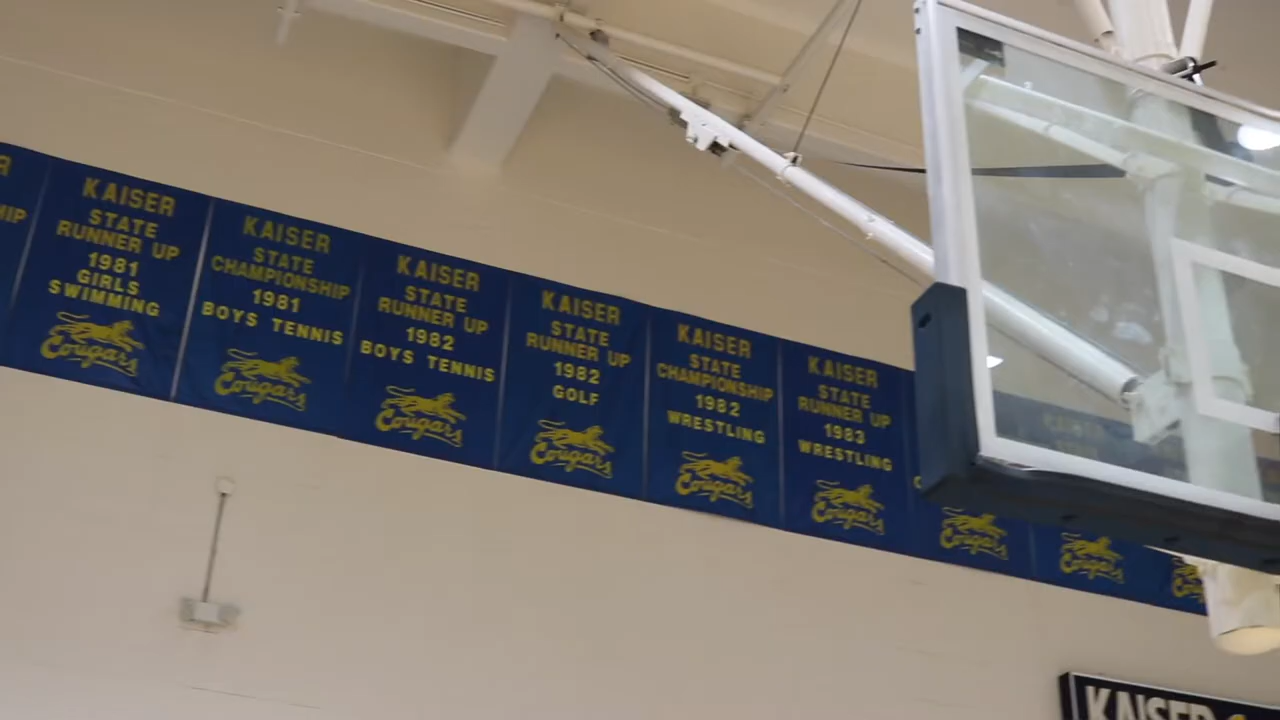 R
HIP
KAISER
STATE
RUNNER UP
1981
GIRLS
SWIMMING
Cougars
KAISER
STATE
CHAMPIONSHIP
1981
BOYS TENNIS
Cougars
KAISER
STATE
RUNNER UP
1982
BOYS TENNIS
Cougars
KAISER
STATE
RUNNER UP
1982
GOLF
Cougars
KAISER
STATE
CHAMPIONSHIP
1982
WRESTLING
Cougars
KAISER
STATE
RUNNER UP
1983
WRESTLING
Cougars
Cougars
Cougars
KAISER